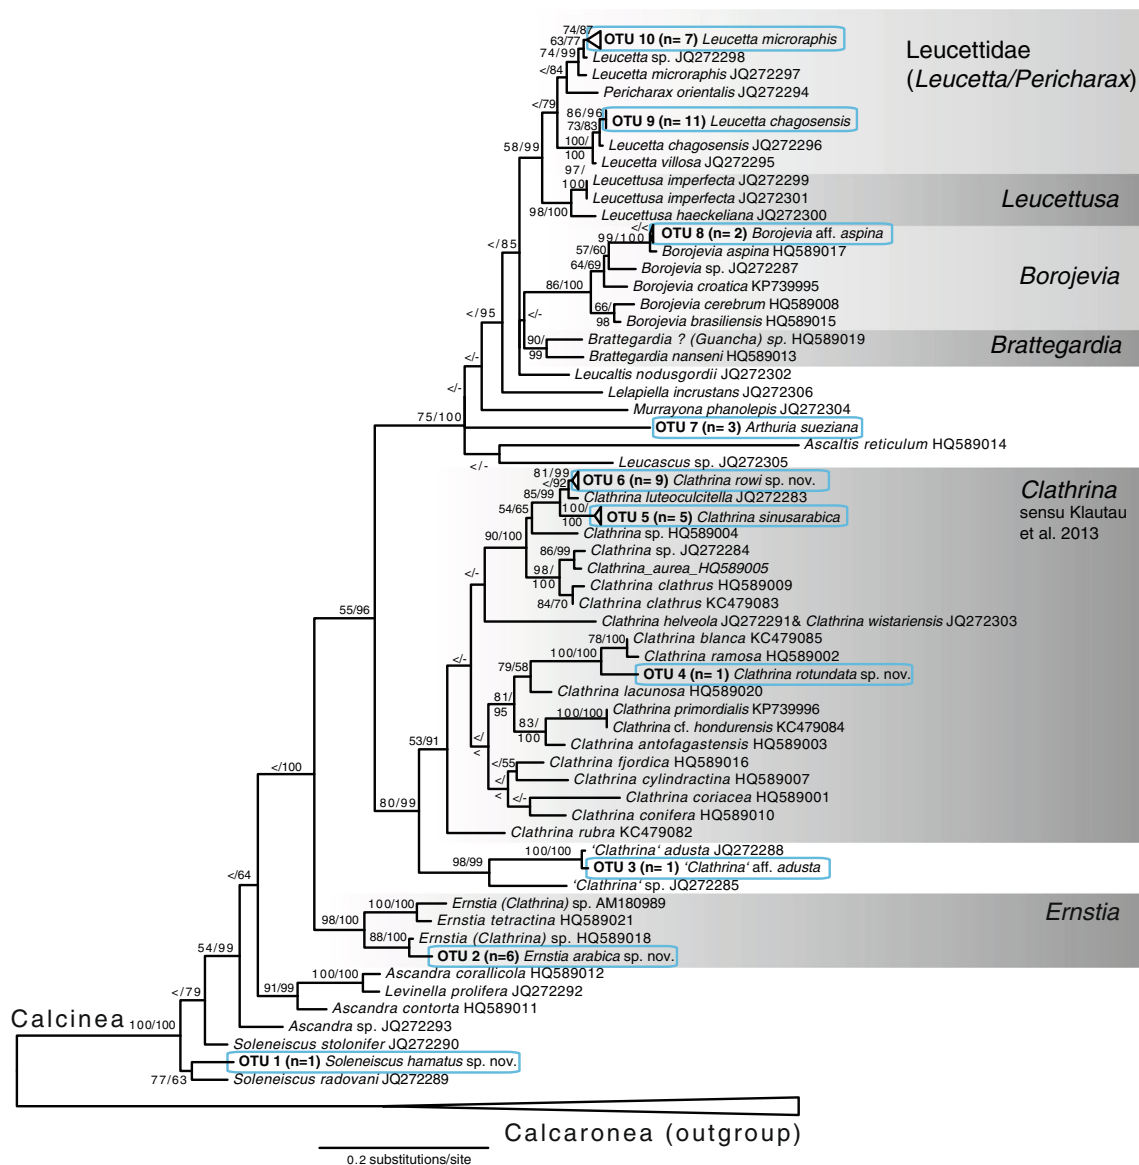 74/87
OTU 10 (n= 7) Leucetta microraphis
63/77
Leucettidae
(Leucetta/Pericharax)
74/99
Leucetta sp. JQ272298
</84
Leucetta microraphis JQ272297
Pericharax orientalis JQ272294
</79
86/96
OTU 9 (n= 11) Leucetta chagosensis
73/83
100/
100
Leucetta chagosensis JQ272296
58/99
Leucetta villosa JQ272295
97/
100
Leucettusa imperfecta JQ272299
Leucettusa imperfecta JQ272301
Leucettusa
98/100
Leucettusa haeckeliana JQ272300
</<
OTU 8 (n= 2) Borojevia aff. aspina
99/100
</85
57/60
Borojevia aspina HQ589017
64/69
Borojevia sp. JQ272287
Borojevia
86/100
Borojevia croatica KP739995
Borojevia cerebrum HQ589008
66/
98
Borojevia brasiliensis HQ589015
</95
</-
90/
99
Brattegardia ? (Guancha) sp. HQ589019
Brattegardia
Brattegardia nanseni HQ589013
Leucaltis nodusgordii JQ272302
</-
Lelapiella incrustans JQ272306
Murrayona phanolepis JQ272304
75/100
OTU 7 (n= 3) Arthuria sueziana
Ascaltis reticulum HQ589014
</-
Leucascus sp. JQ272305
81/99
</92
OTU 6 (n= 9) Clathrina rowi sp. nov.
Clathrina
sensu Klautau
et al. 2013
85/99
Clathrina luteoculcitella JQ272283
54/65
100/
100
OTU 5 (n= 5) Clathrina sinusarabica
90/100
Clathrina sp. HQ589004
86/99
Clathrina sp. JQ272284
98/
100
Clathrina_aurea_HQ589005
</-
Clathrina clathrus HQ589009
84/70
Clathrina clathrus KC479083
55/96
Clathrina helveola JQ272291& Clathrina wistariensis JQ272303
78/100
Clathrina blanca KC479085
</-
100/100
Clathrina ramosa HQ589002
79/58
OTU 4 (n= 1) Clathrina rotundata sp. nov.
Clathrina lacunosa HQ589020
81/
95
Clathrina primordialis KP739996
100/100
83/
100
Clathrina cf. hondurensis KC479084
Clathrina antofagastensis HQ589003
53/91
</
<
</55
Clathrina fjordica HQ589016
Clathrina cylindractina HQ589007
</
<
</-
Clathrina coriacea HQ589001
Clathrina conifera HQ589010
80/99
Clathrina rubra KC479082
</100
100/100
'Clathrina' adusta JQ272288
OTU 3 (n= 1) 'Clathrina' aff. adusta
98/99
'Clathrina' sp. JQ272285
</64
100/100
Ernstia (Clathrina) sp. AM180989
Ernstia
Ernstia tetractina HQ589021
98/100
88/100
Ernstia (Clathrina) sp. HQ589018
54/99
OTU 2 (n=6) Ernstia arabica sp. nov.
100/100
Ascandra corallicola HQ589012
91/99
Levinella prolifera JQ272292
</79
Ascandra contorta HQ589011
Calcinea
100/100
Ascandra sp. JQ272293
Soleneiscus stolonifer JQ272290
OTU 1 (n=1) Soleneiscus hamatus sp. nov.
77/63
Soleneiscus radovani JQ272289
Calcaronea (outgroup)
0.2 substitutions/site